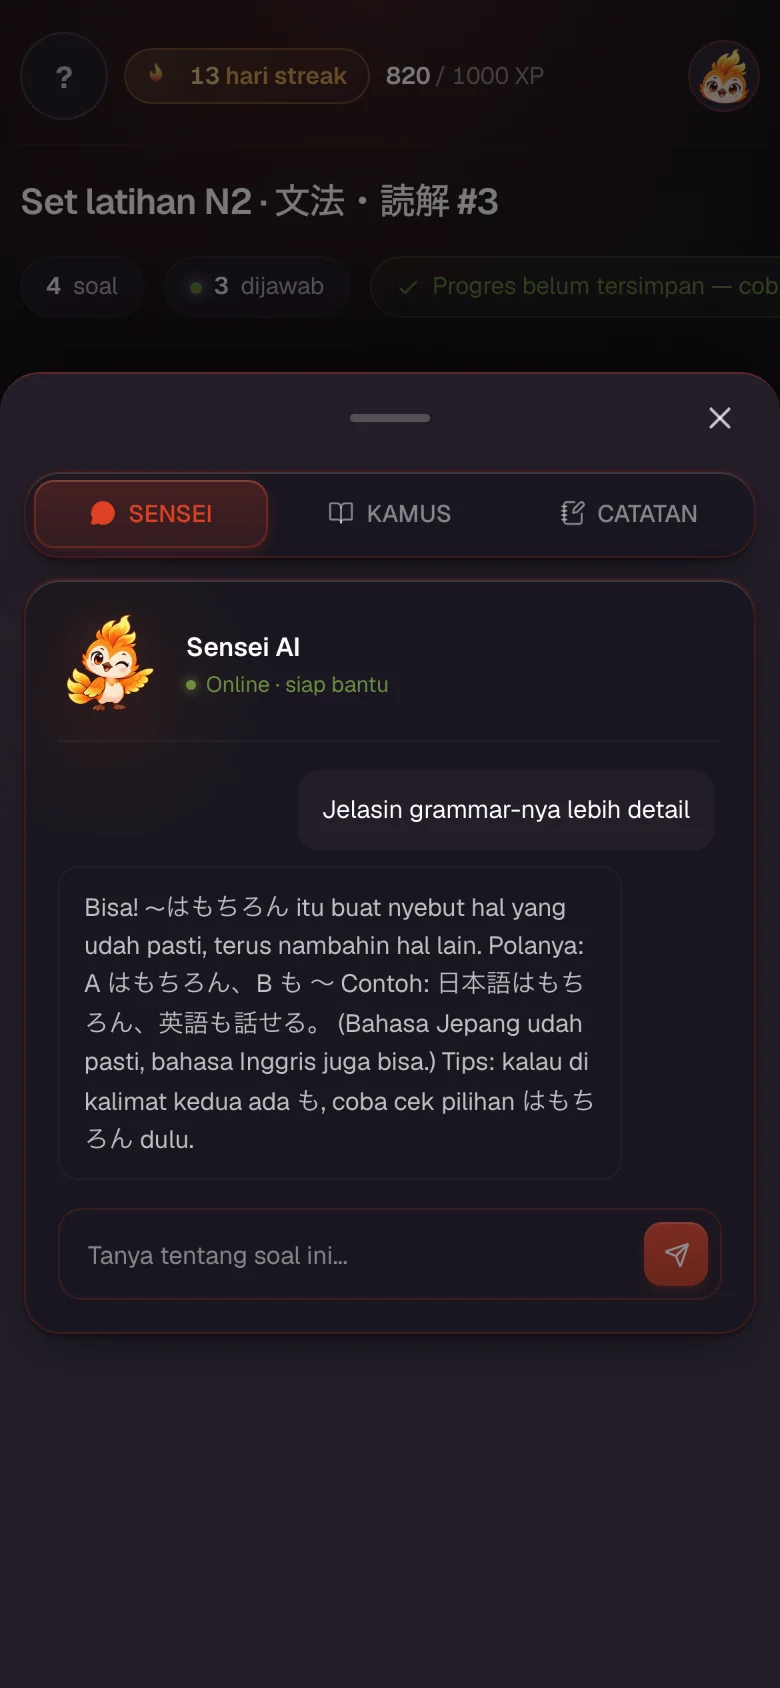 ?
13 hari streak
820 / 1000 XP
Set latihan N2 · 文法・読解 #3
4 soal
3 dijawab
Progres belum tersimpan — cob
SENSEI
KAMUS
CATATAN
Sensei AI
Online · siap bantu
Jelasin grammar-nya lebih detail
Bisa! ～はもちろん itu buat nyebut hal yang
udah pasti, terus nambahin hal lain. Polanya:
A はもちろん、B も ～ Contoh: 日本語はもち
ろん、英語も話せる。 (Bahasa Jepang udah
pasti, bahasa Inggris juga bisa.) Tips: kalau di
kalimat kedua ada も, coba cek pilihan はもち
ろん dulu.
Tanya tentang soal ini...